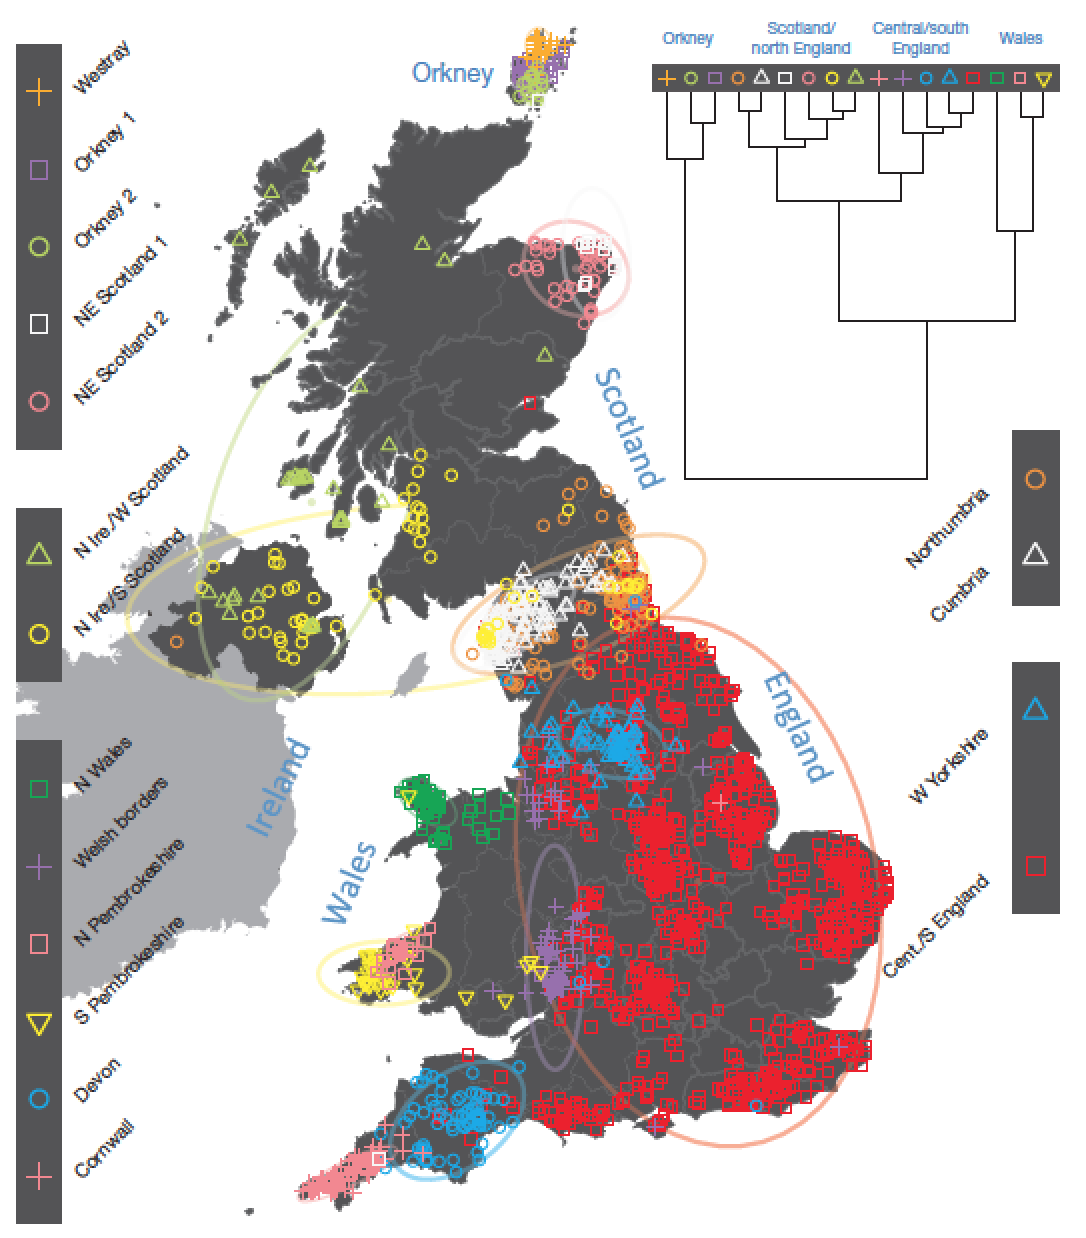 Orkney
Scotland/
north England
Central/south
England
Wales
Westray
Orkney 1
Orkney 2
NE Scotland 1
NE Scotland 2
N Ire./W Scotland
N Ire./S Scotland
N Wales
Welsh borders
N Pembrokeshire
S Pembrokeshire
Devon
Cornwall
Orkney
Scotland
England
Ireland
Wales
Northumbria
Cumbria
W Yorkshire
Cent./S England